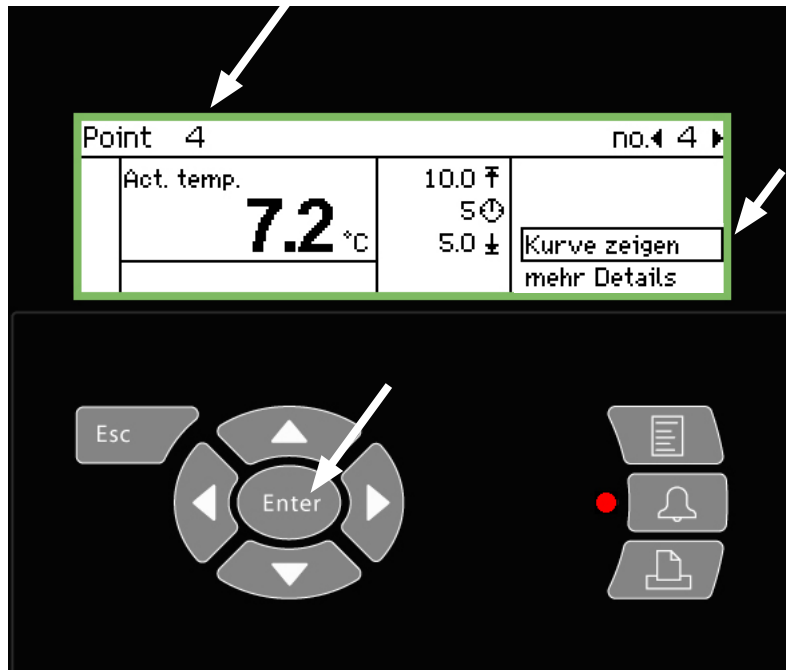 Point 4 no. 4
Act. temp.
7.2 °C
10.0
5
5.0
Kurve zeigen
mehr Details
Esc
Enter